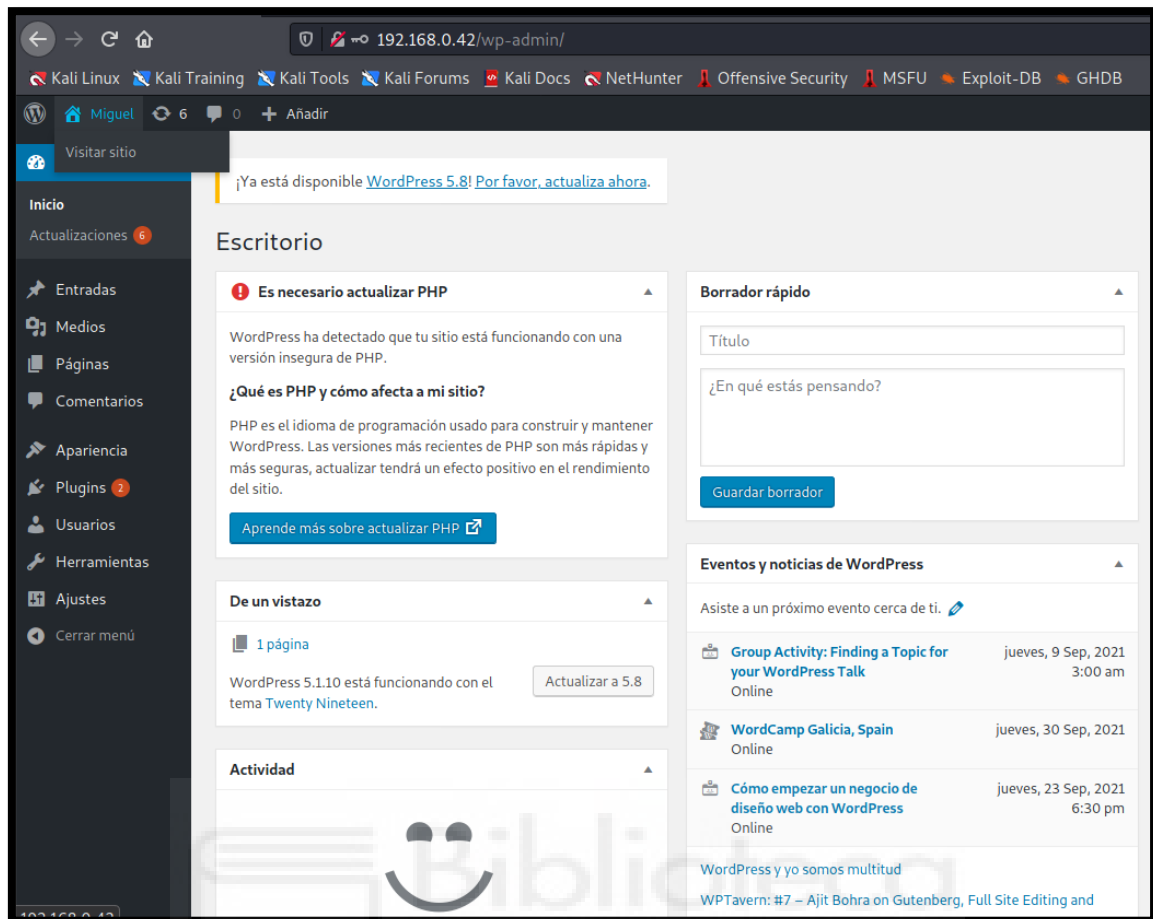 192.168.0.42/wp-admin/
Kali Linux Kali Training Kali Tools Kali Forums Kali Docs NetHunter Offensive Security MSFU Exploit-DB GHDB
Miguel 6 0 + Añadir
Visitar sitio
Inicio
Actualizaciones 6
Entradas
Medios
Páginas
Comentarios
Apariencia
Plugins 2
Usuarios
Herramientas
Ajustes
Cerrar menú
¡Ya está disponible WordPress 5.8! Por favor, actualiza ahora.
Escritorio
Es necesario actualizar PHP
WordPress ha detectado que tu sitio está funcionando con una
versión insegura de PHP.
¿Qué es PHP y cómo afecta a mi sitio?
PHP es el idioma de programación usado para construir y mantener
WordPress. Las versiones más recientes de PHP son más rápidas y
más seguras, actualizar tendrá un efecto positivo en el rendimiento
del sitio.
Aprende más sobre actualizar PHP
De un vistazo
1 página
WordPress 5.1.10 está funcionando con el
tema Twenty Nineteen.
Actualizar a 5.8
Actividad
Borrador rápido
Título
¿En qué estás pensando?
Guardar borrador
Eventos y noticias de WordPress
Asiste a un próximo evento cerca de ti.
Group Activity: Finding a Topic for
your WordPress Talk
Online
jueves, 9 Sep, 2021
3:00 am
WordCamp Galicia, Spain
Online
jueves, 30 Sep, 2021
Cómo empezar un negocio de
diseño web con WordPress
Online
jueves, 23 Sep, 2021
6:30 pm
WordPress y yo somos multitud
WPTavern: #7 – Ajit Bohra on Gutenberg, Full Site Editing and
Biblioteca